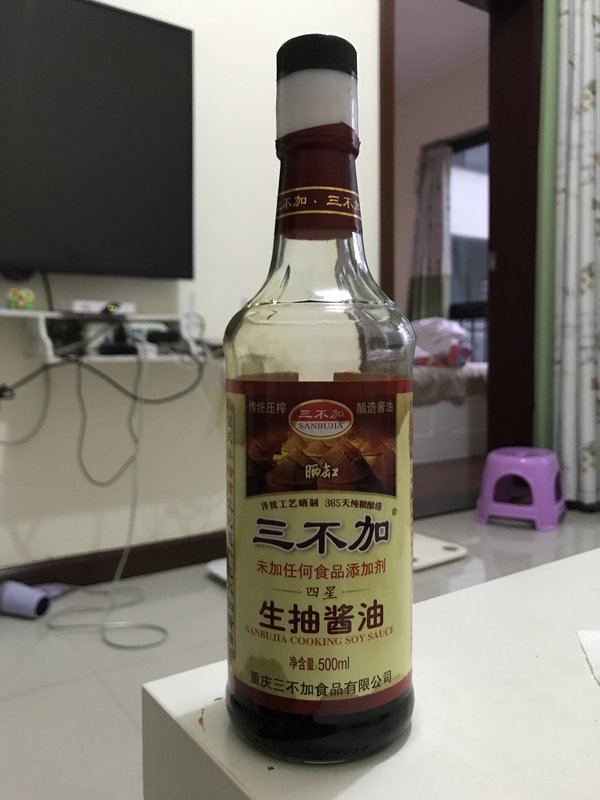 三不加 · 三不加
传统压榨
三不加
SANBUJIA
®
酿造酱油
晒缸
传统工艺晒制 365天纯粮酿造
三不加®
未加任何食品添加剂
四星
生抽酱油
SANBUJIA COOKING SOY SAUCE
净含量:500ml
重庆三不加食品有限公司